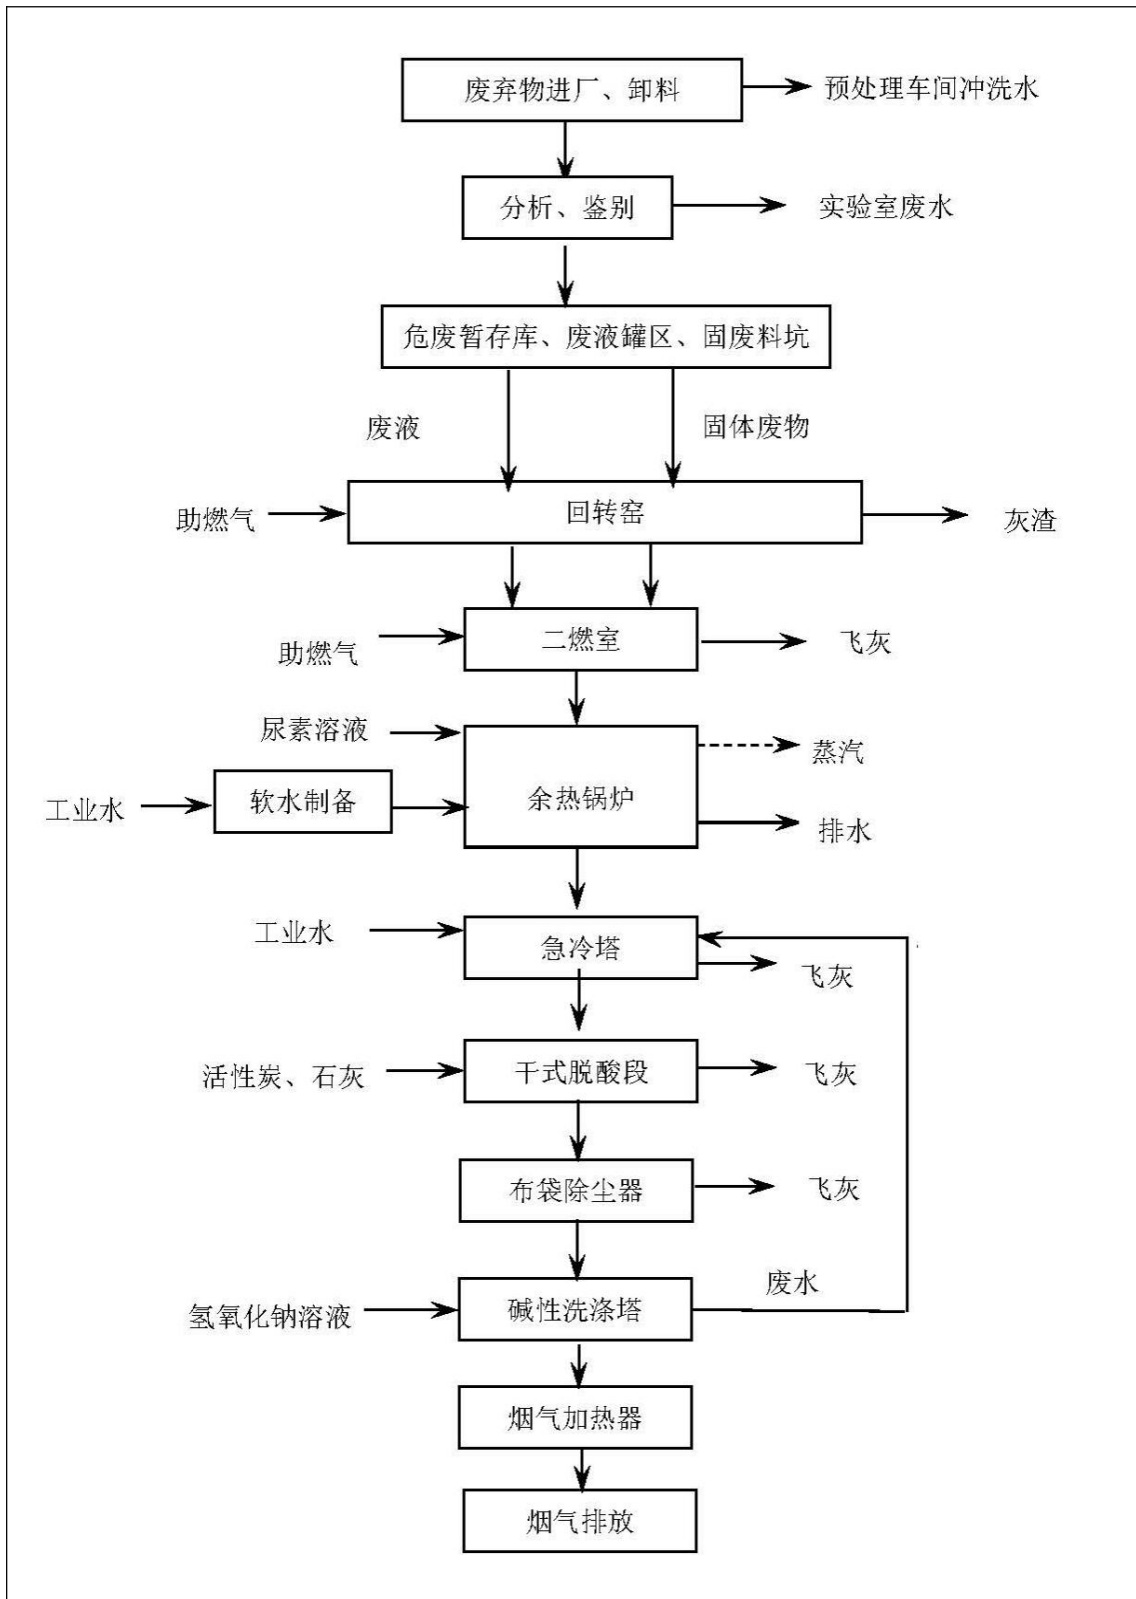 废弃物进厂、卸料
预处理车间冲洗水
分析、鉴别
实验室废水
危废暂存库、废液罐区、固废料坑
废液
固体废物
助燃气
回转窑
灰渣
助燃气
二燃室
飞灰
尿素溶液
蒸汽
工业水
软水制备
余热锅炉
排水
工业水
急冷塔
飞灰
活性炭、石灰
干式脱酸段
飞灰
布袋除尘器
飞灰
废水
氢氧化钠溶液
碱性洗涤塔
烟气加热器
烟气排放